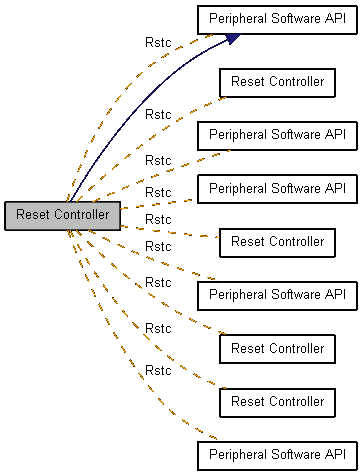 Peripheral Software API
Rstc
Reset Controller
Rstc
Peripheral Software API
Rstc
Peripheral Software API
Rstc
Reset Controller
Rstc
Reset Controller
Rstc
Peripheral Software API
Rstc
Reset Controller
Rstc
Reset Controller
Rstc
Peripheral Software API